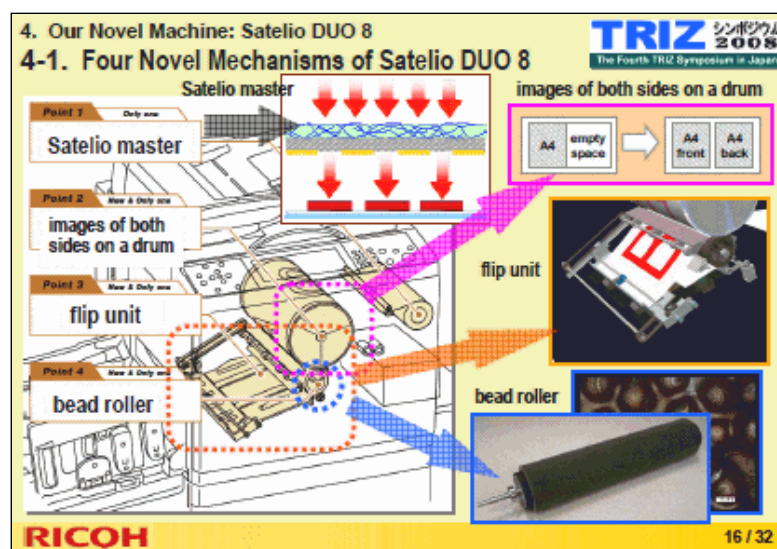 4. Our Novel Machine: Satelio DUO 8
4-1. Four Novel Mechanisms of Satelio DUO 8
TRIZ シンポジウム 2008
The Fourth TRIZ Symposium in Japan
Satelio master
images of both sides on a drum
Point 1 Only one
Satelio master
A4
empty
space
A4
front
A4
back
Point 2 New & Only one
images of both
sides on a drum
flip unit
Point 3 New & Only one
flip unit
Point 4 New & Only one
bead roller
bead roller
RICOH
16 / 32